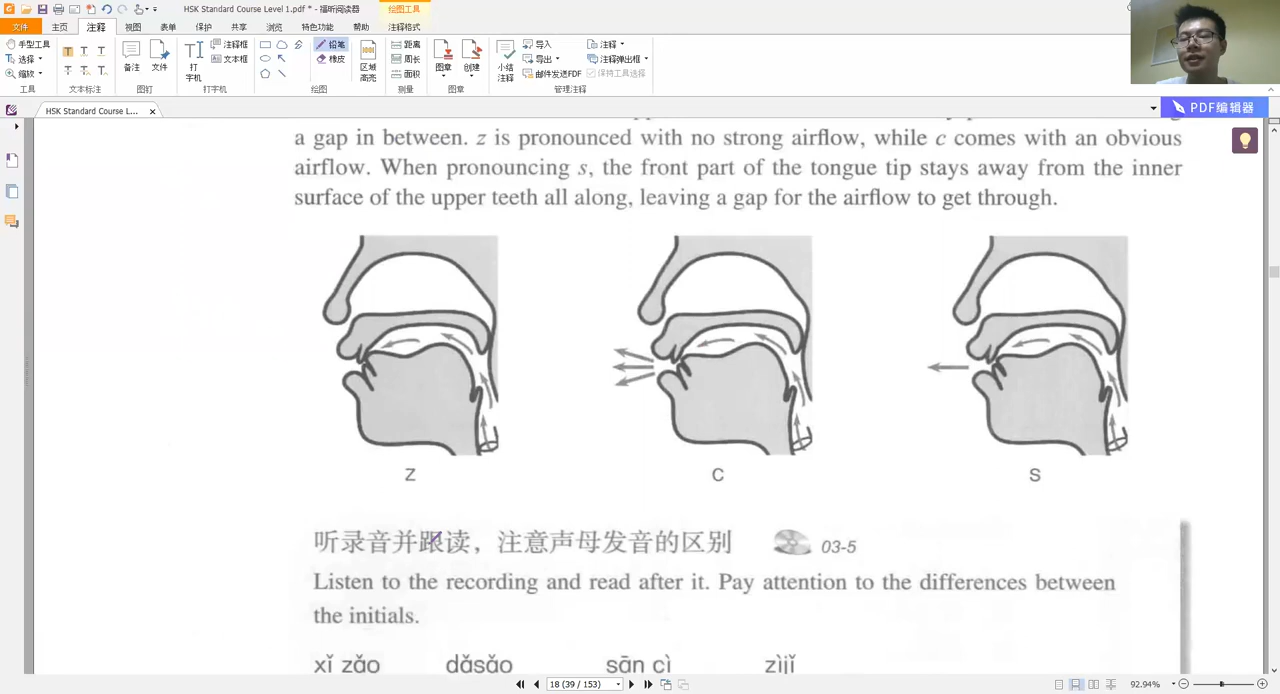 HSK Standard Course Level 1.pdf * - 福昕阅读器
绘图工具
文件 主页 注释 视图 表单 保护 共享 浏览 特色功能 帮助 注释格式
手型工具
选择
缩放
工具
T T T
T T T
文本标注
备注 文件
图钉
打字机
注释框
文本框
打字机
铅笔
橡皮
区域高亮
绘图
距离
周长
面积
测量
图章 创建
图章
小结注释
导入
导出
邮件发送FDF
注释
注释弹出框
保持工具选择
管理注释
HSK Standard Course L...
PDF编辑器
a gap in between. z is pronounced with no strong airflow, while c comes with an obvious
airflow. When pronouncing s, the front part of the tongue tip stays away from the inner
surface of the upper teeth all along, leaving a gap for the airflow to get through.
Z C S
听录音并跟读，注意声母发音的区别 03-5
Listen to the recording and read after it. Pay attention to the differences between
the initials.
xǐ zǎo dǎsǎo sān cì zìjǐ
18 (39 / 153)
92.94%